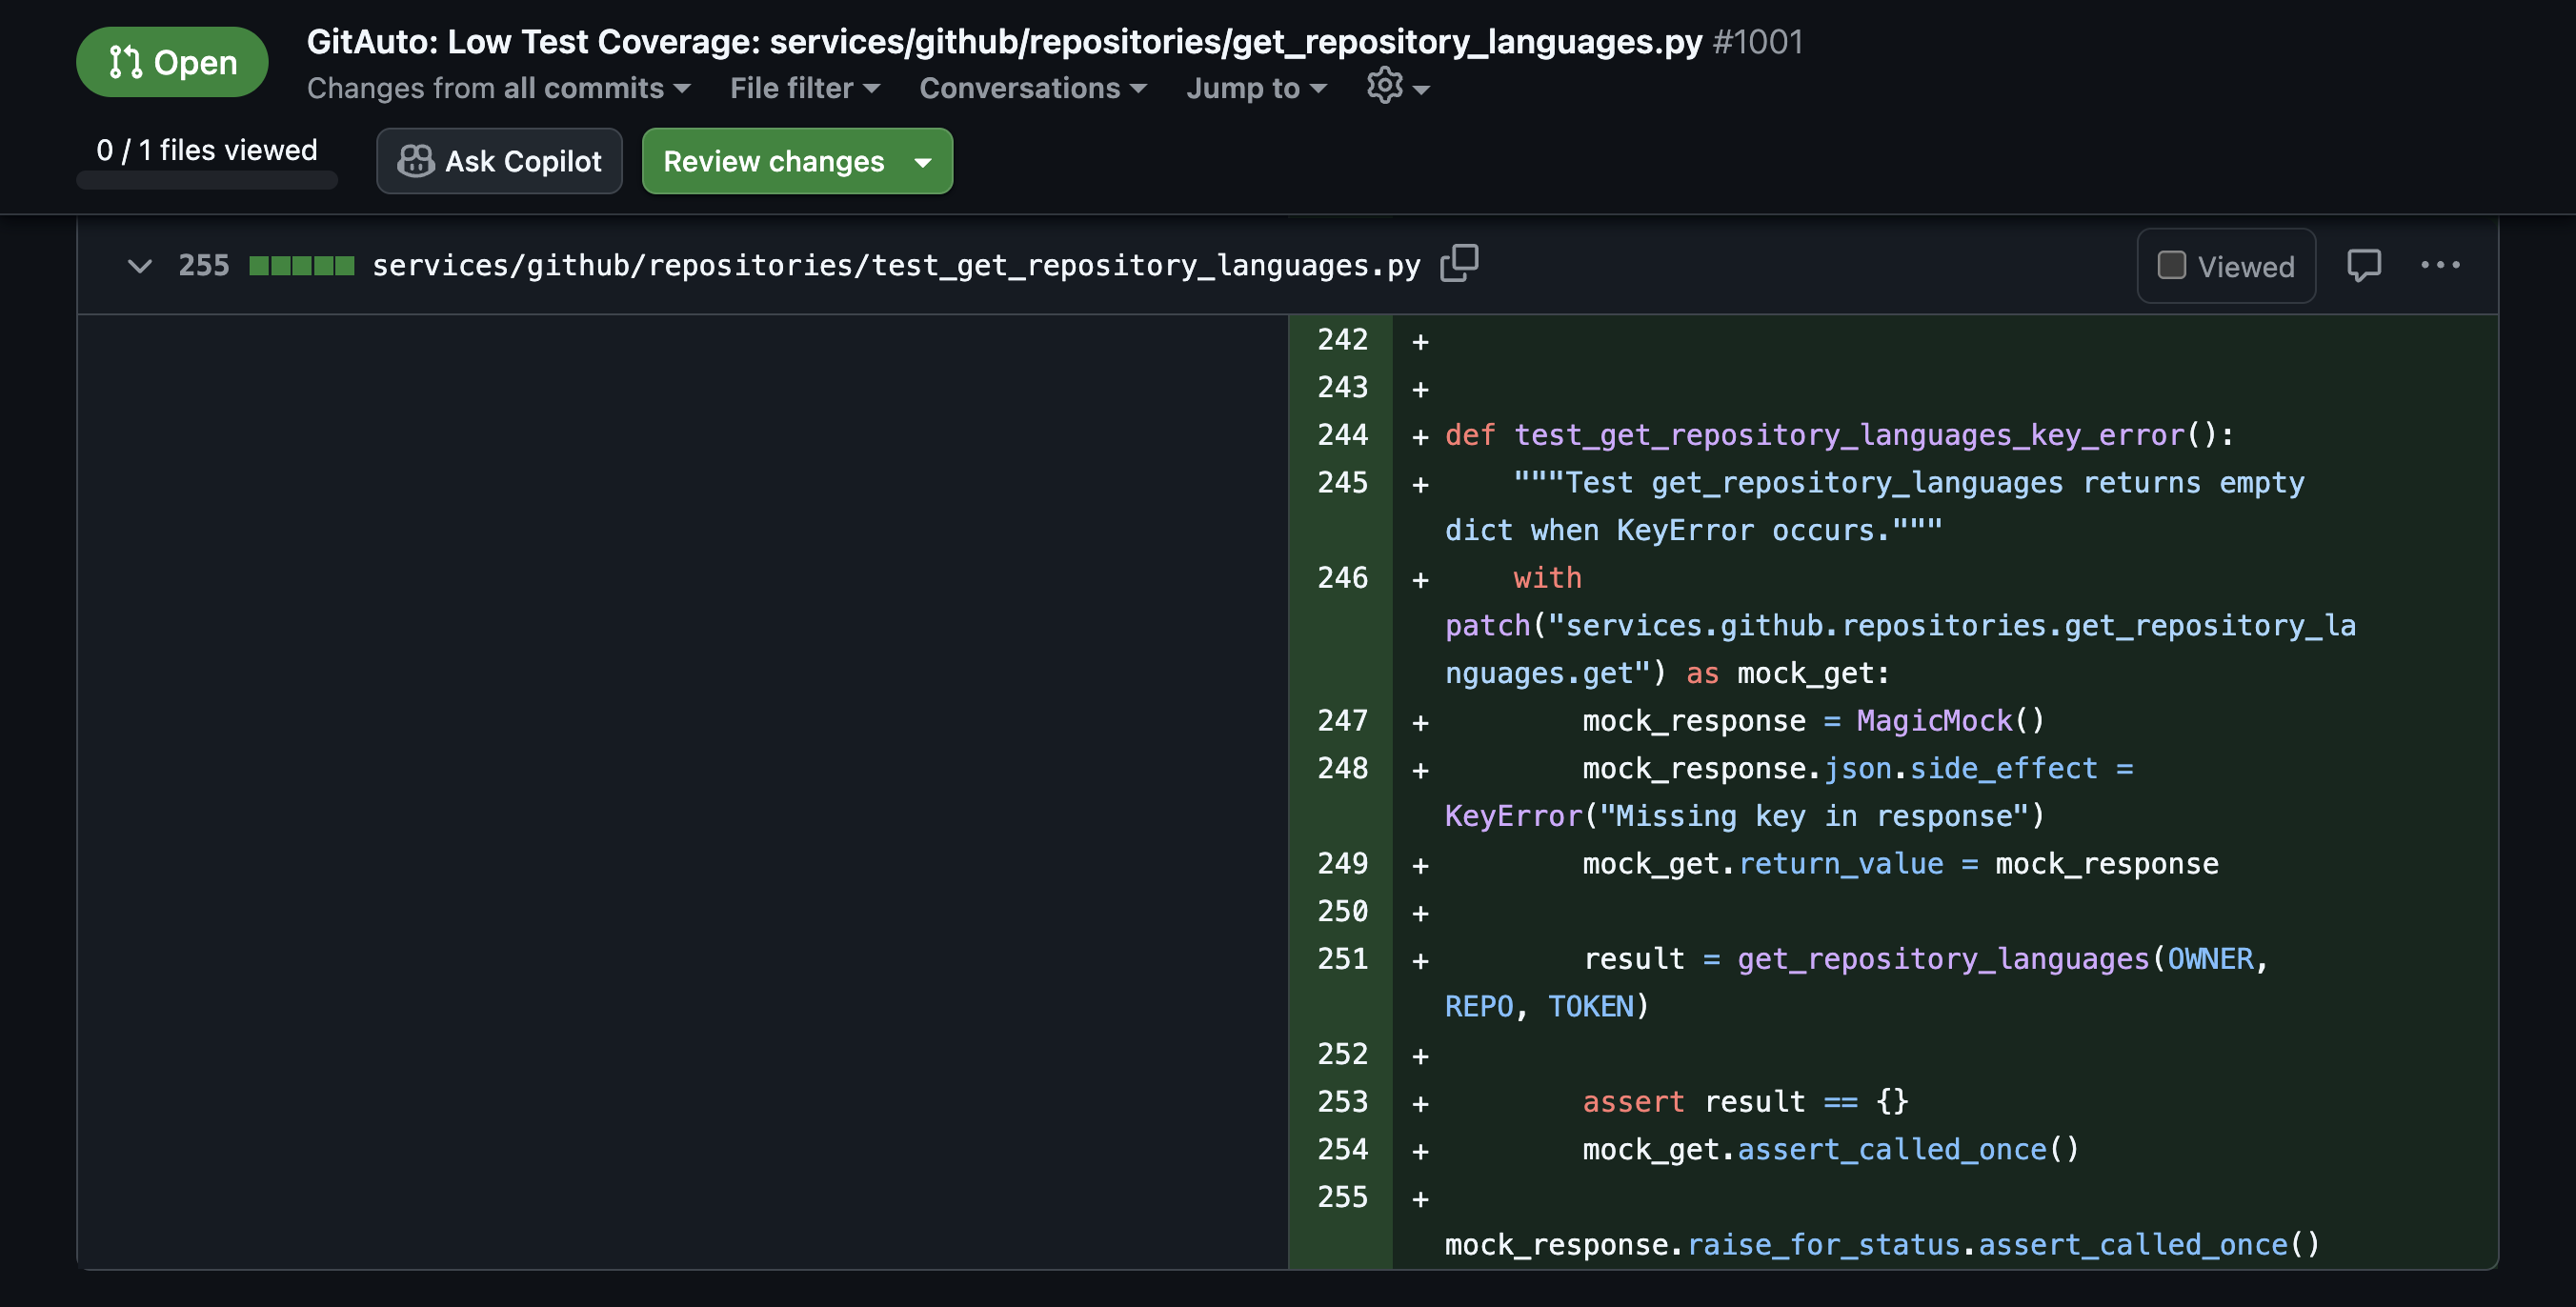 Open
GitAuto: Low Test Coverage: services/github/repositories/get_repository_languages.py #1001
Changes from all commits File filter Conversations Jump to
0 / 1 files viewed
Ask Copilot
Review changes
255 services/github/repositories/test_get_repository_languages.py
Viewed
242 +
243 +
244 + def test_get_repository_languages_key_error():
245 +     """Test get_repository_languages returns empty
dict when KeyError occurs."""
246 +     with
patch("services.github.repositories.get_repository_la
nguages.get") as mock_get:
247 +         mock_response = MagicMock()
248 +         mock_response.json.side_effect =
KeyError("Missing key in response")
249 +         mock_get.return_value = mock_response
250 +
251 +         result = get_repository_languages(OWNER,
REPO, TOKEN)
252 +
253 +         assert result == {}
254 +         mock_get.assert_called_once()
255 +
mock_response.raise_for_status.assert_called_once()